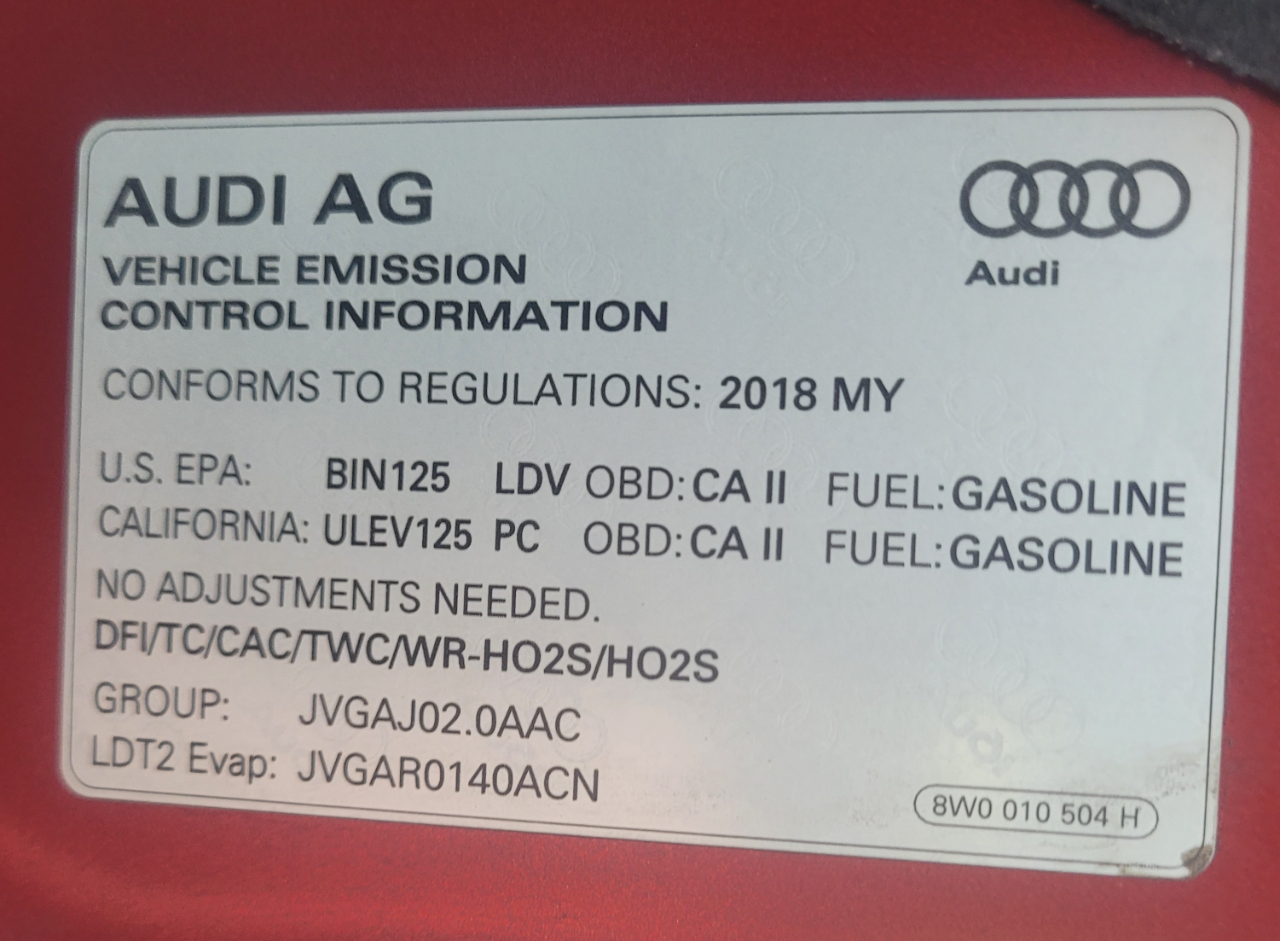 AUDI AG
Audi
VEHICLE EMISSION
CONTROL INFORMATION
CONFORMS TO REGULATIONS: 2018 MY
U.S. EPA: BIN125 LDV OBD: CA II FUEL: GASOLINE
CALIFORNIA: ULEV125 PC OBD: CA II FUEL: GASOLINE
NO ADJUSTMENTS NEEDED.
DFI/TC/CAC/TWC/WR-HO2S/HO2S
GROUP: JVGAJ02.0AAC
LDT2 Evap: JVGAR0140ACN
8W0 010 504 H